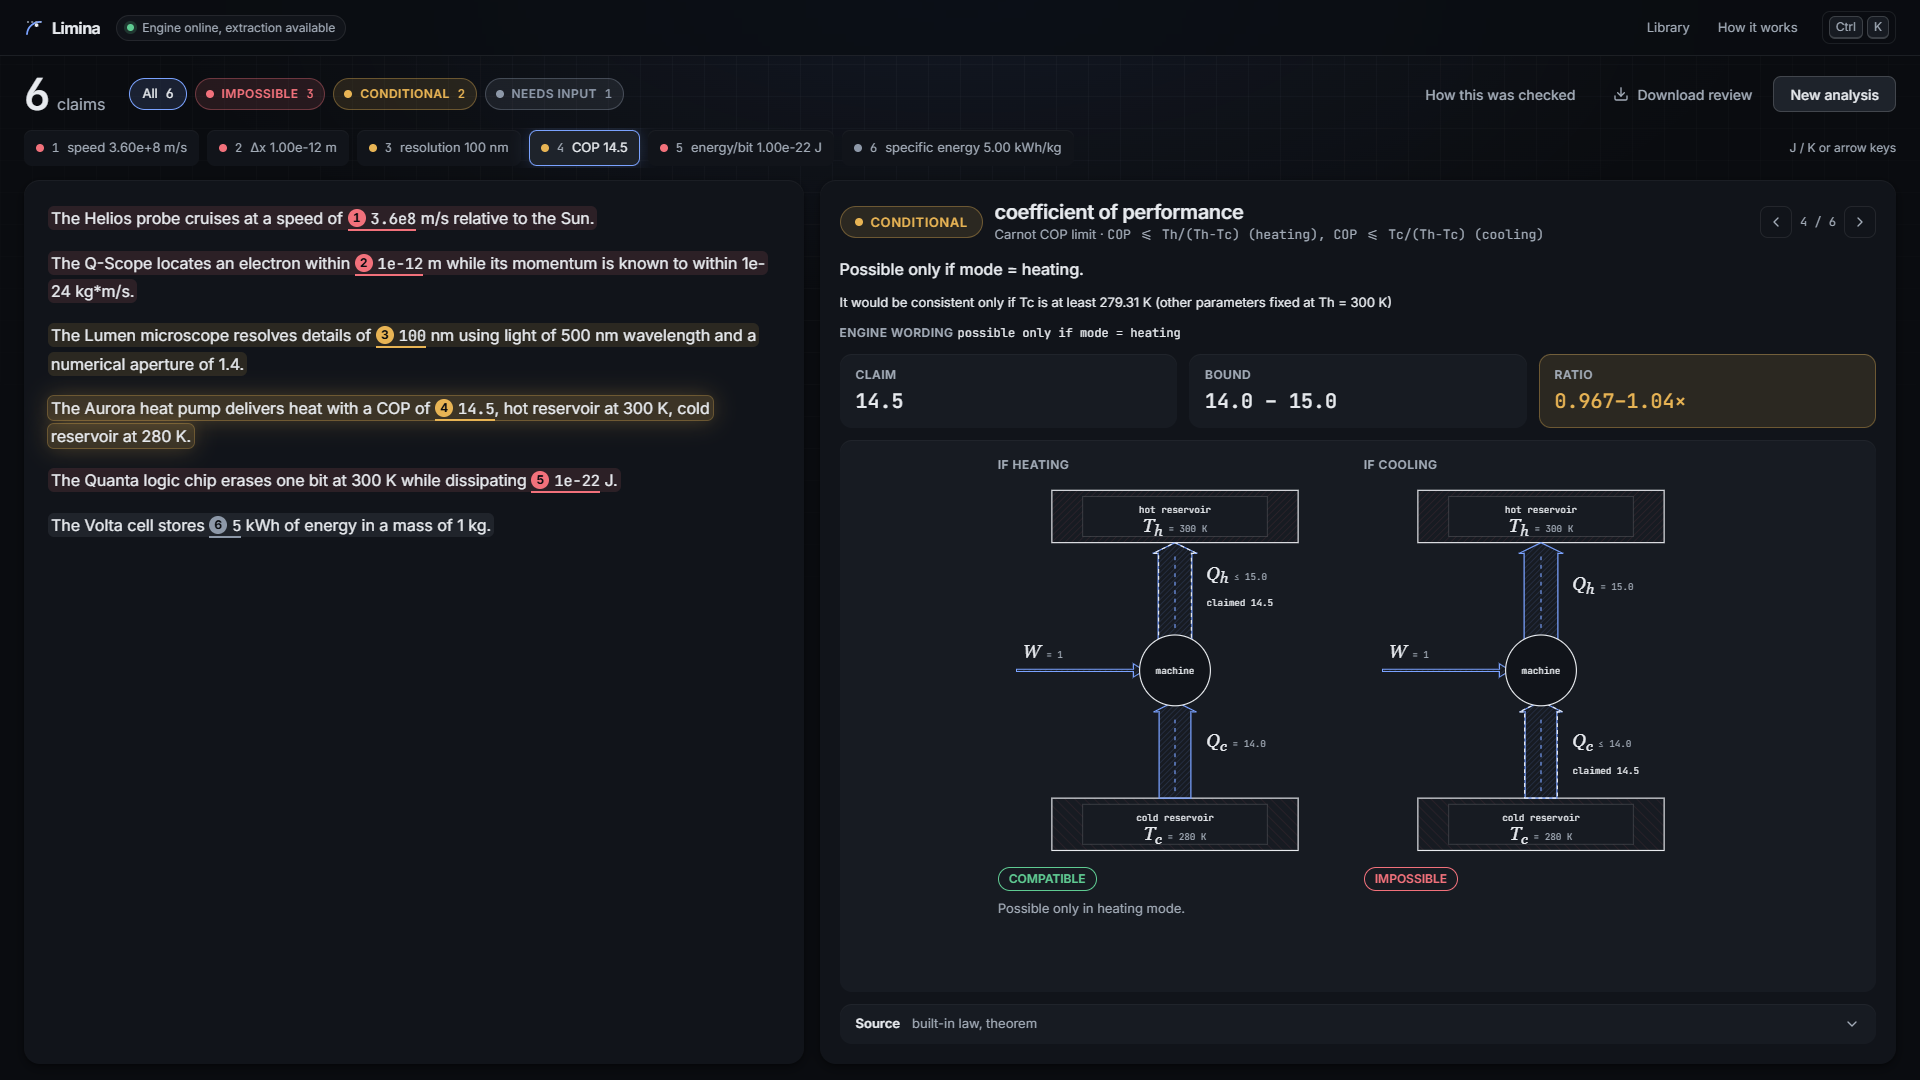 Limina
Engine online, extraction available
Library
How it works
Ctrl K
6 claims
All 6
IMPOSSIBLE 3
CONDITIONAL 2
NEEDS INPUT 1
How this was checked
Download review
New analysis
1 speed 3.60e+8 m/s
2 Δx 1.00e-12 m
3 resolution 100 nm
4 COP 14.5
5 energy/bit 1.00e-22 J
6 specific energy 5.00 kWh/kg
J / K or arrow keys
The Helios probe cruises at a speed of 1 3.6e8 m/s relative to the Sun.
The Q-Scope locates an electron within 2 1e-12 m while its momentum is known to within 1e-
24 kg*m/s.
The Lumen microscope resolves details of 3 100 nm using light of 500 nm wavelength and a
numerical aperture of 1.4.
The Aurora heat pump delivers heat with a COP of 4 14.5, hot reservoir at 300 K, cold
reservoir at 280 K.
The Quanta logic chip erases one bit at 300 K while dissipating 5 1e-22 J.
The Volta cell stores 6 5 kWh of energy in a mass of 1 kg.
CONDITIONAL
coefficient of performance
Carnot COP limit · COP ⩽ Th/(Th-Tc) (heating), COP ⩽ Tc/(Th-Tc) (cooling)
4 / 6
Possible only if mode = heating.
It would be consistent only if Tc is at least 279.31 K (other parameters fixed at Th = 300 K)
ENGINE WORDING possible only if mode = heating
CLAIM
14.5
BOUND
14.0 – 15.0
RATIO
0.967–1.04×
IF HEATING
hot reservoir
Th = 300 K
Qh ≤ 15.0
claimed 14.5
W = 1
machine
Qc = 14.0
cold reservoir
Tc = 280 K
COMPATIBLE
Possible only in heating mode.
IF COOLING
hot reservoir
Th = 300 K
Qh = 15.0
W = 1
machine
Qc ≤ 14.0
claimed 14.5
cold reservoir
Tc = 280 K
IMPOSSIBLE
Source built-in law, theorem